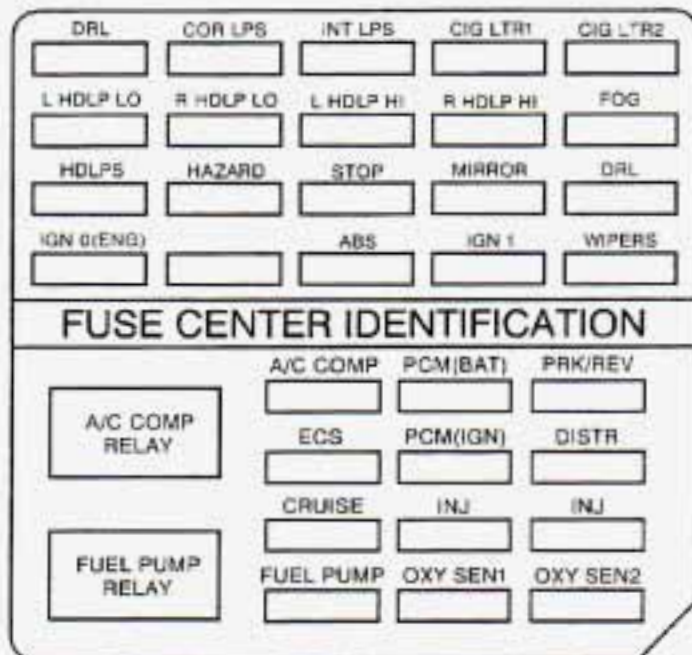 DRL COR LPS INT LPS CIG LTR1 CIG LTR2
L HDLP LO R HDLP LO L HDLP HI R HDLP HI FOG
HDLPS HAZARD STOP MIRROR DRL
IGN 0(ENG) ABS IGN 1 WIPERS
FUSE CENTER IDENTIFICATION
A/C COMP PCM(BAT) PRK/REV
A/C COMP
RELAY
ECS PCM(IGN) DISTR
CRUISE INJ INJ
FUEL PUMP
RELAY
FUEL PUMP OXY SEN1 OXY SEN2